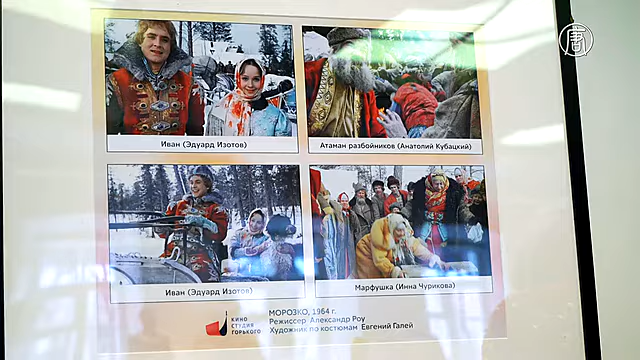 Иван (Эдуард Изотов)
Атаман разбойников (Анатолий Кубацкий)
Иван (Эдуард Изотов)
Марфушка (Инна Чурикова)
КИНО
СТУДИЯ
ГОРЬКОГО
МОРОЗКО, 1964 г.
Режиссер Александр Роу
Художник по костюмам Евгений Галей
唐